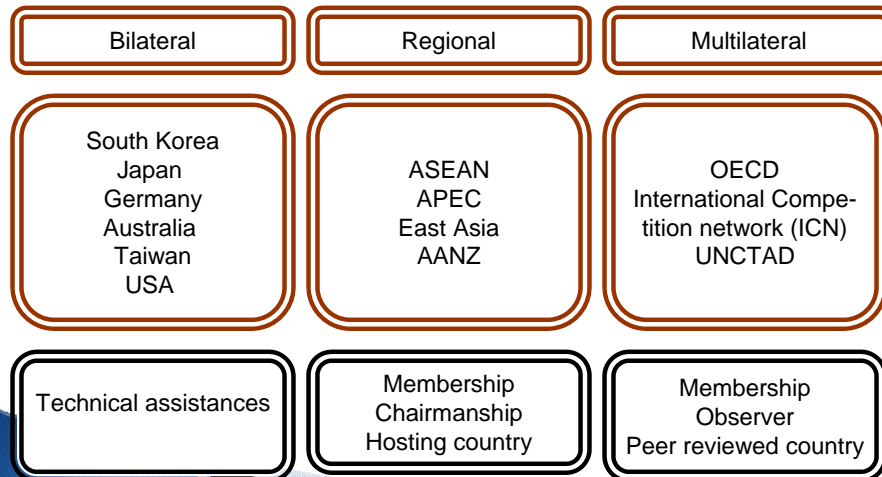 Bilateral
Regional
Multilateral
South Korea
Japan
Germany
Australia
Taiwan
USA
ASEAN
APEC
East Asia
AANZ
OECD
International Compe-
tition network (ICN)
UNCTAD
Technical assistances
Membership
Chairmanship
Hosting country
Membership
Observer
Peer reviewed country